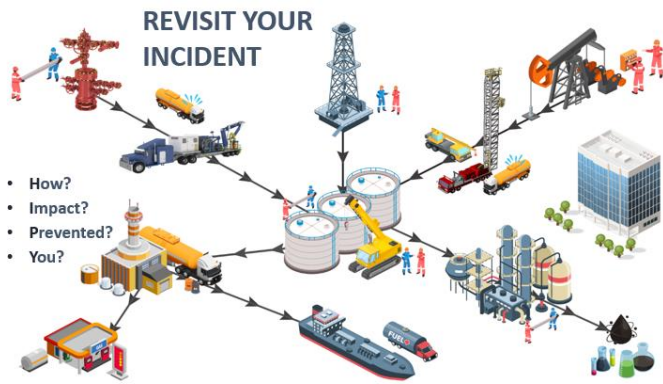 REVISIT YOUR
INCIDENT
• How?
• Impact?
• Prevented?
• You?
FUEL